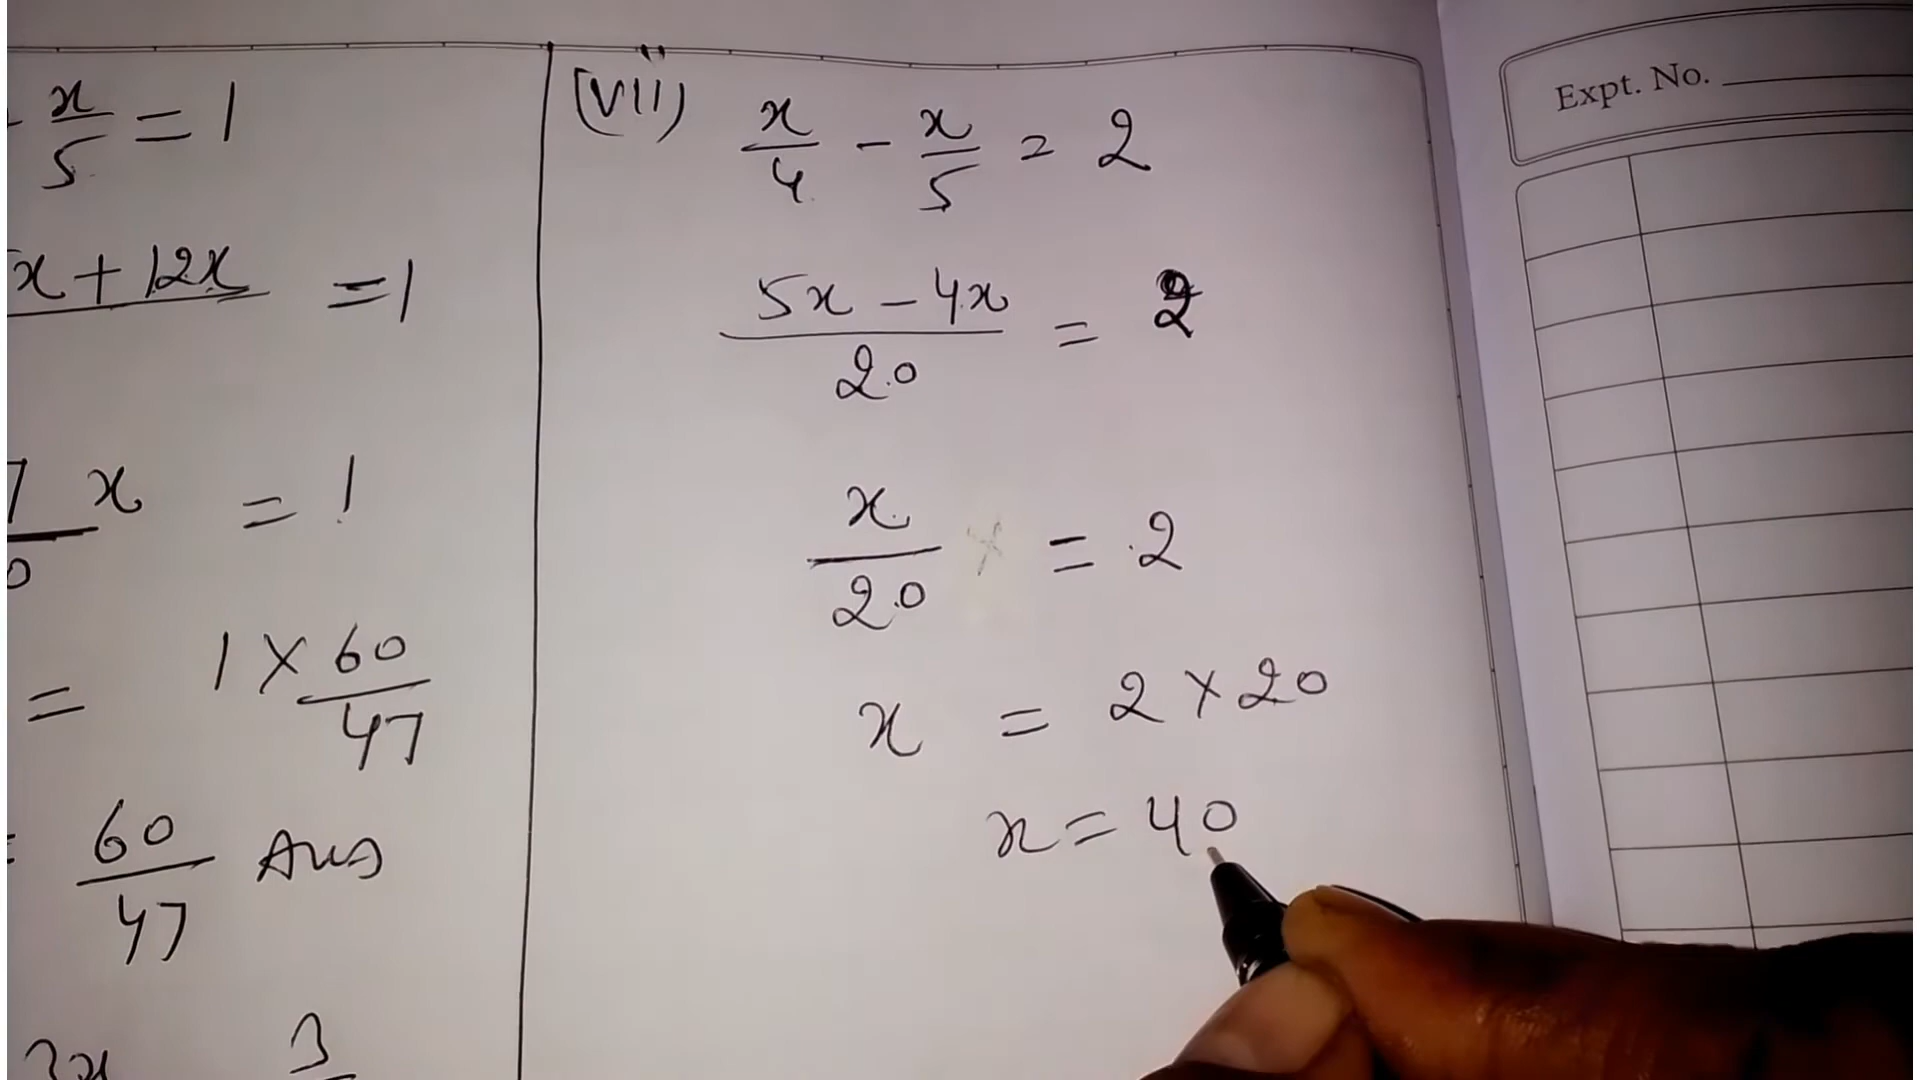 x/5 = 1
x + 12x = 1
x = 1
= 1 × 60/47
= 60/47 Ans
3x 3
(vii) x/4 - x/5 = 2
(5x - 4x)/20 = 2
x/20 = 2
x = 2 × 20
x = 40
Expt. No.